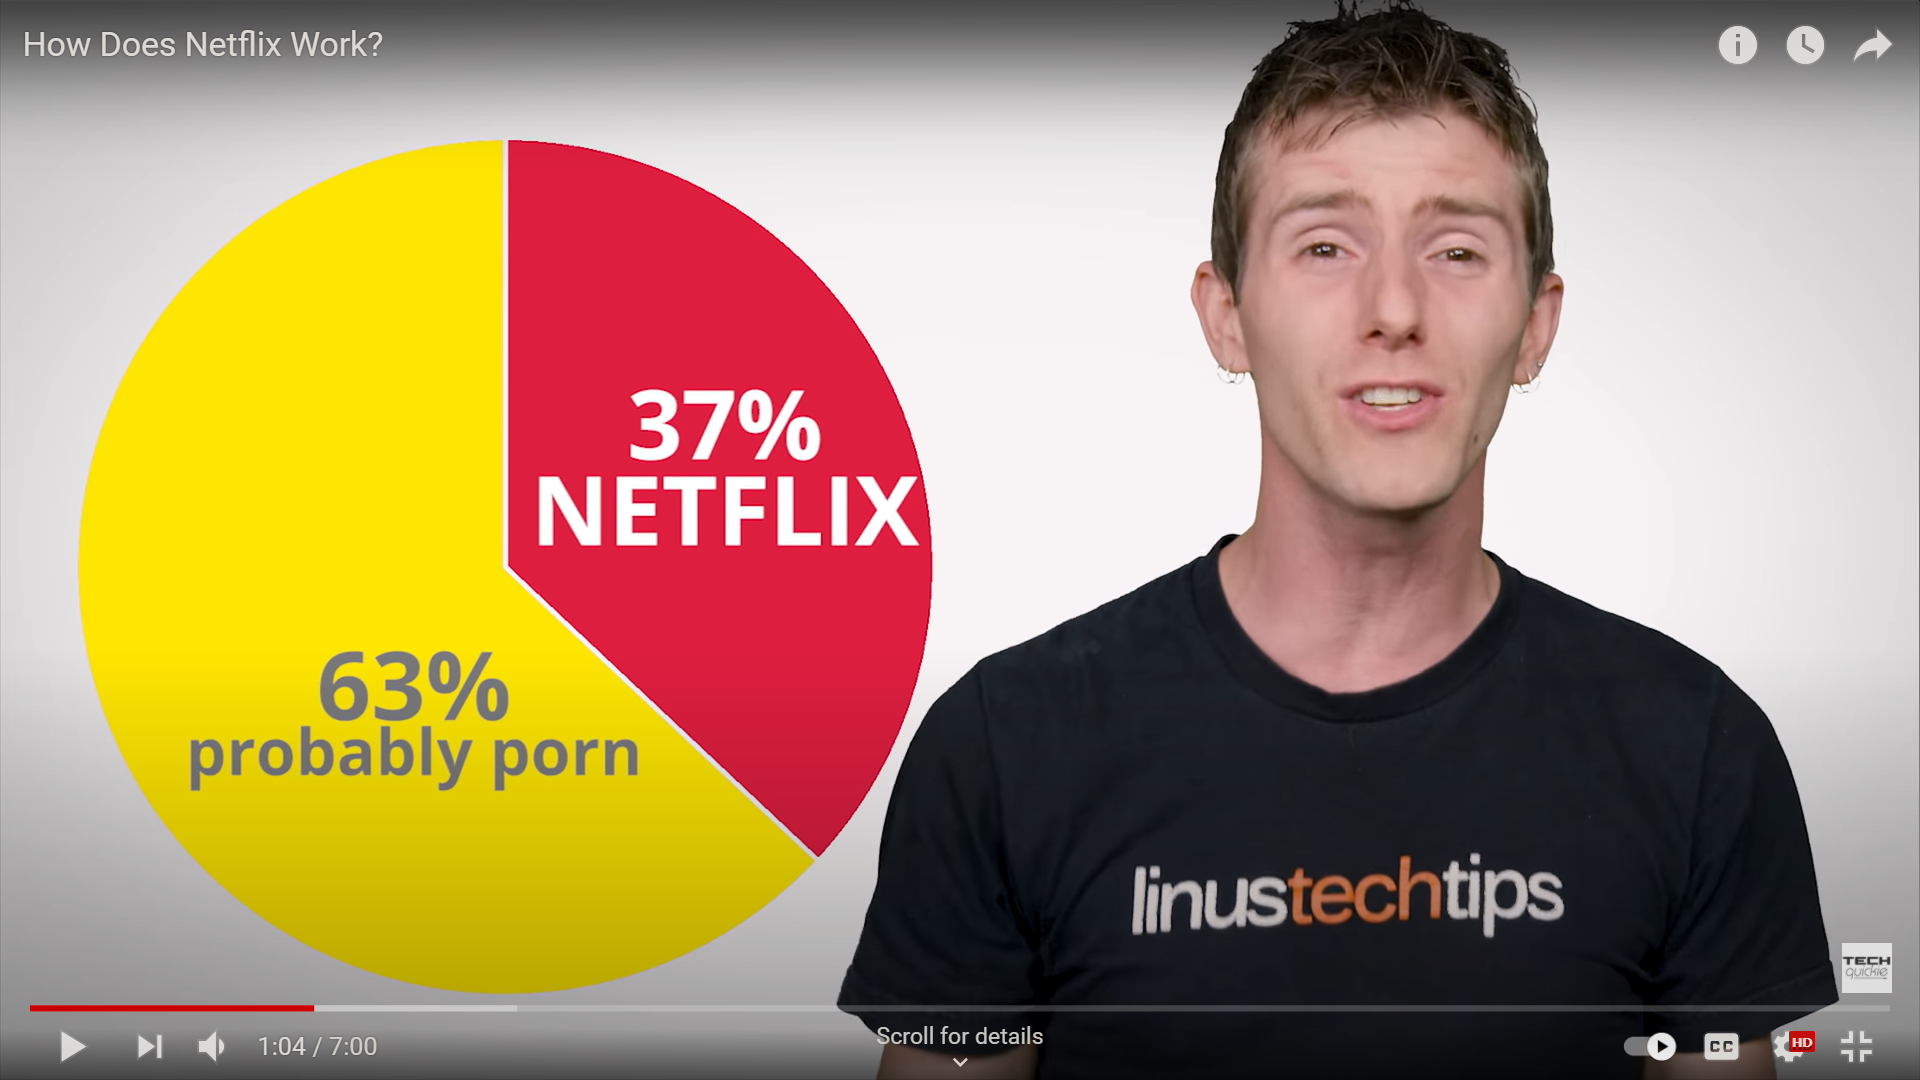 How Does Netflix Work?
37%
NETFLIX
63%
probably porn
linustechtips
TECH
quickie
1:04 / 7:00
Scroll for details
CC
HD